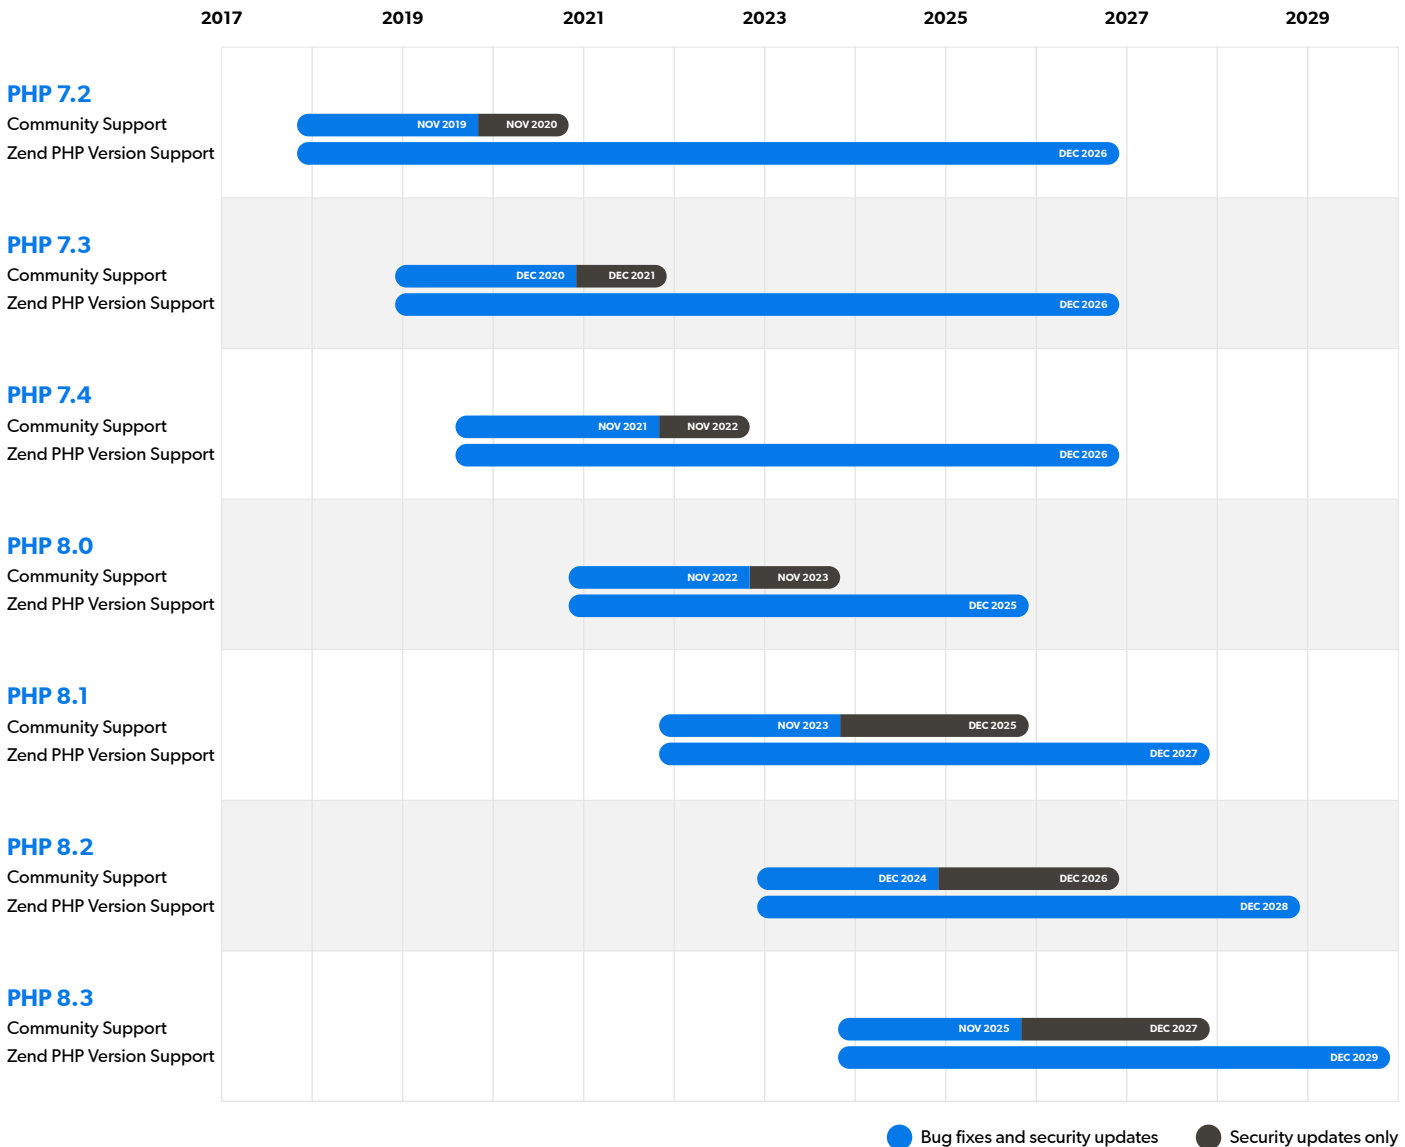 2017 2019 2021 2023 2025 2027 2029
PHP 7.2
Community Support NOV 2019 NOV 2020
Zend PHP Version Support DEC 2026
PHP 7.3
Community Support DEC 2020 DEC 2021
Zend PHP Version Support DEC 2026
PHP 7.4
Community Support NOV 2021 NOV 2022
Zend PHP Version Support DEC 2026
PHP 8.0
Community Support NOV 2022 NOV 2023
Zend PHP Version Support DEC 2025
PHP 8.1
Community Support NOV 2023 DEC 2025
Zend PHP Version Support DEC 2027
PHP 8.2
Community Support DEC 2024 DEC 2026
Zend PHP Version Support DEC 2028
PHP 8.3
Community Support NOV 2025 DEC 2027
Zend PHP Version Support DEC 2029
Bug fixes and security updates Security updates only